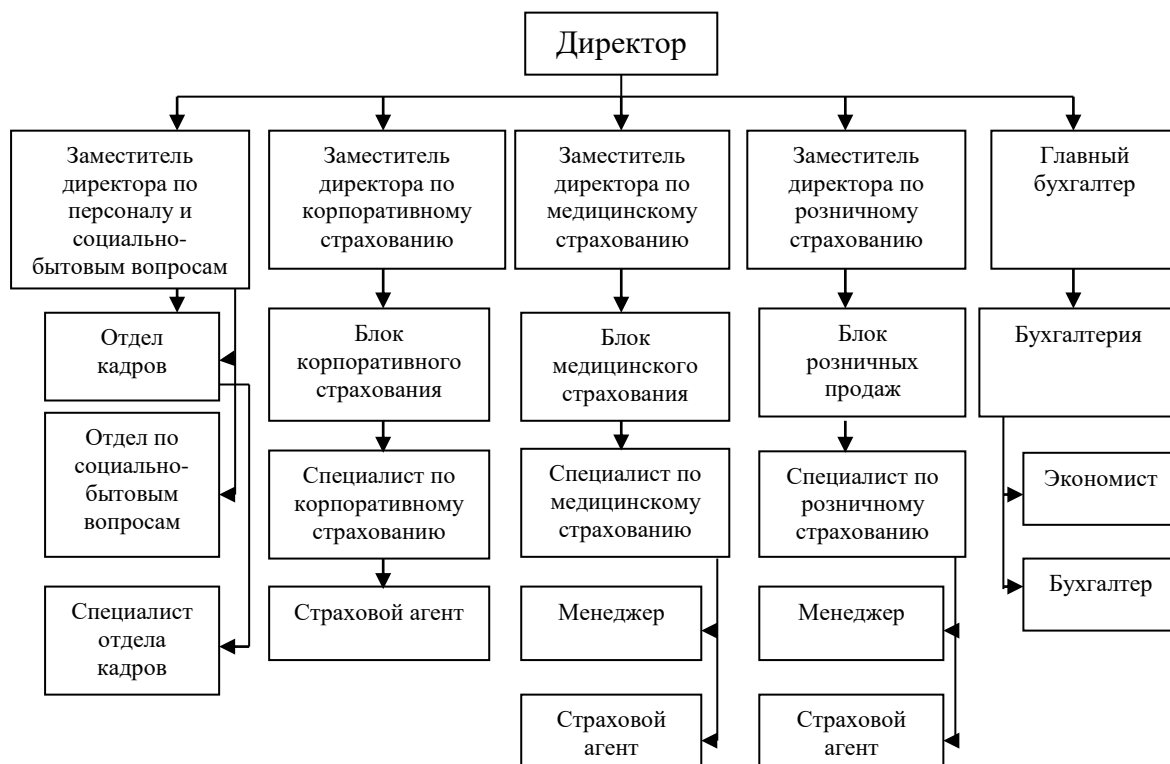 Директор
Заместитель
директора по
персоналу и
социально-
бытовым вопросам
Заместитель
директора по
корпоративному
страхованию
Заместитель
директора по
медицинскому
страхованию
Заместитель
директора по
розничному
страхованию
Главный
бухгалтер
Отдел
кадров
Блок
корпоративного
страхования
Блок
медицинского
страхования
Блок
розничных
продаж
Бухгалтерия
Отдел по
социально-
бытовым
вопросам
Специалист по
корпоративному
страхованию
Специалист по
медицинскому
страхованию
Специалист по
розничному
страхованию
Экономист
Специалист
отдела
кадров
Страховой агент
Менеджер
Менеджер
Бухгалтер
Страховой
агент
Страховой
агент